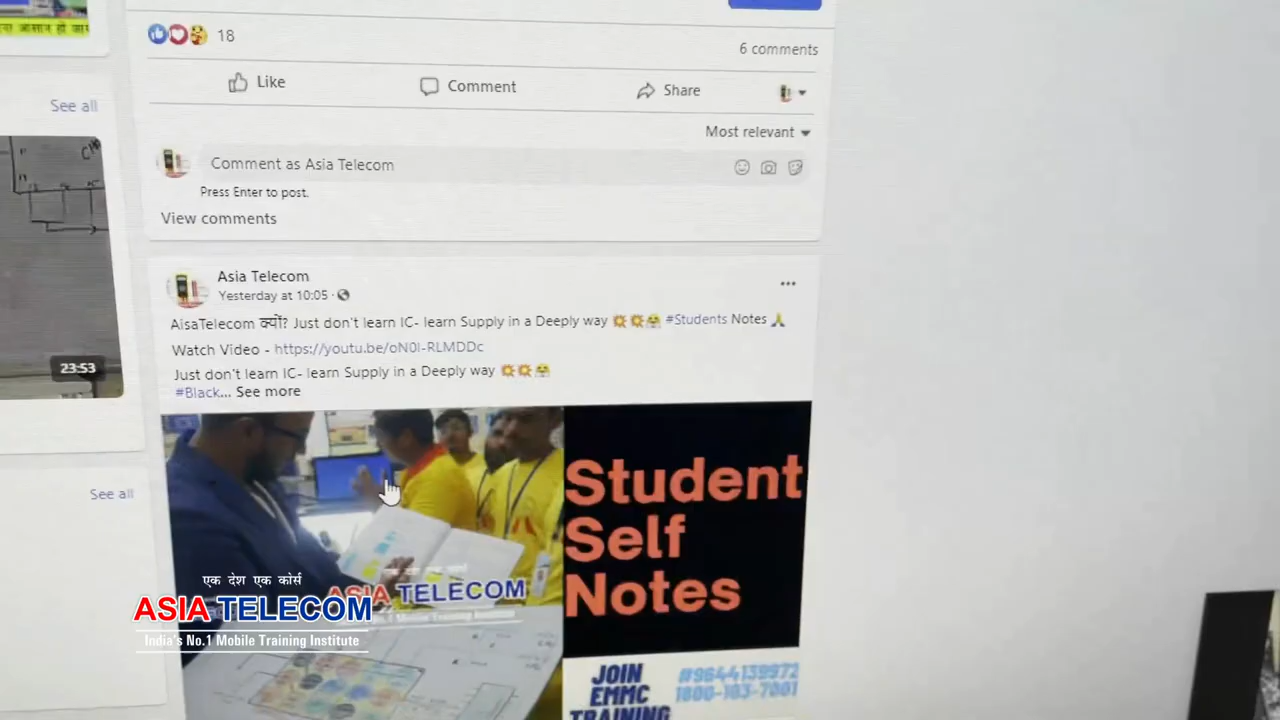 18
6 comments
Like
Comment
Share
See all
Most relevant
Comment as Asia Telecom
Press Enter to post.
View comments
Asia Telecom
Yesterday at 10:05
AisaTelecom क्यों? Just don't learn IC- learn Supply in a Deeply way #Students Notes
Watch Video - https://youtu.be/oN0I-RLMDDc
Just don't learn IC- learn Supply in a Deeply way
#Black... See more
23:53
See all
Student
Self
Notes
ASIA TELECOM
एक देश एक कोर्स
ASIA TELECOM
India's No.1 Mobile Training Institute
JOIN
EMMC
TRAINING
#9644139972
1800-103-7001